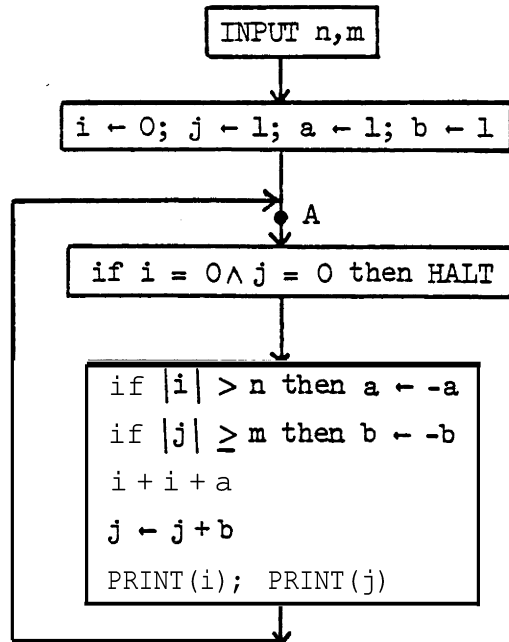 INPUT n,m
i ← 0; j ← 1; a ← 1; b ← 1
A
if i = 0 ∧ j = 0 then HALT
if |i| > n then a ← -a
if |j| ≥ m then b ← -b
i + i + a
j ← j + b
PRINT(i); PRINT(j)